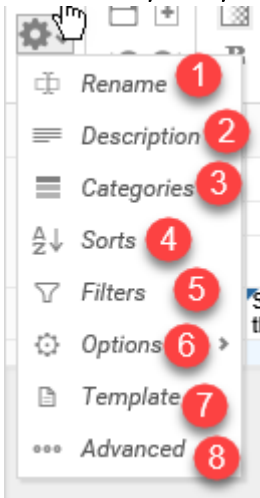 Rename 1
Description 2
Categories 3
Sorts 4
Filters 5
Options 6
Template 7
Advanced 8